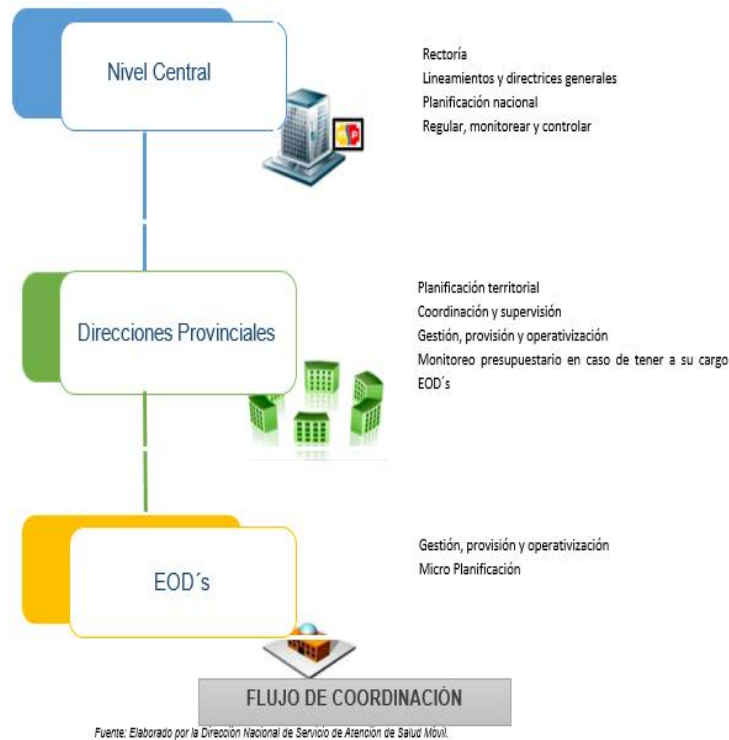 Nivel Central
Rectoría
Lineamientos y directrices generales
Planificación nacional
Regular, monitorear y controlar
Direcciones Provinciales
Planificación territorial
Coordinación y supervisión
Gestión, provisión y operativización
Monitoreo presupuestario en caso de tener a su cargo
EOD´s
EOD´s
Gestión, provisión y operativización
Micro Planificación
FLUJO DE COORDINACIÓN
Fuente: Elaborado por la Dirección Nacional de Servicio de Atención de Salud Móvil.